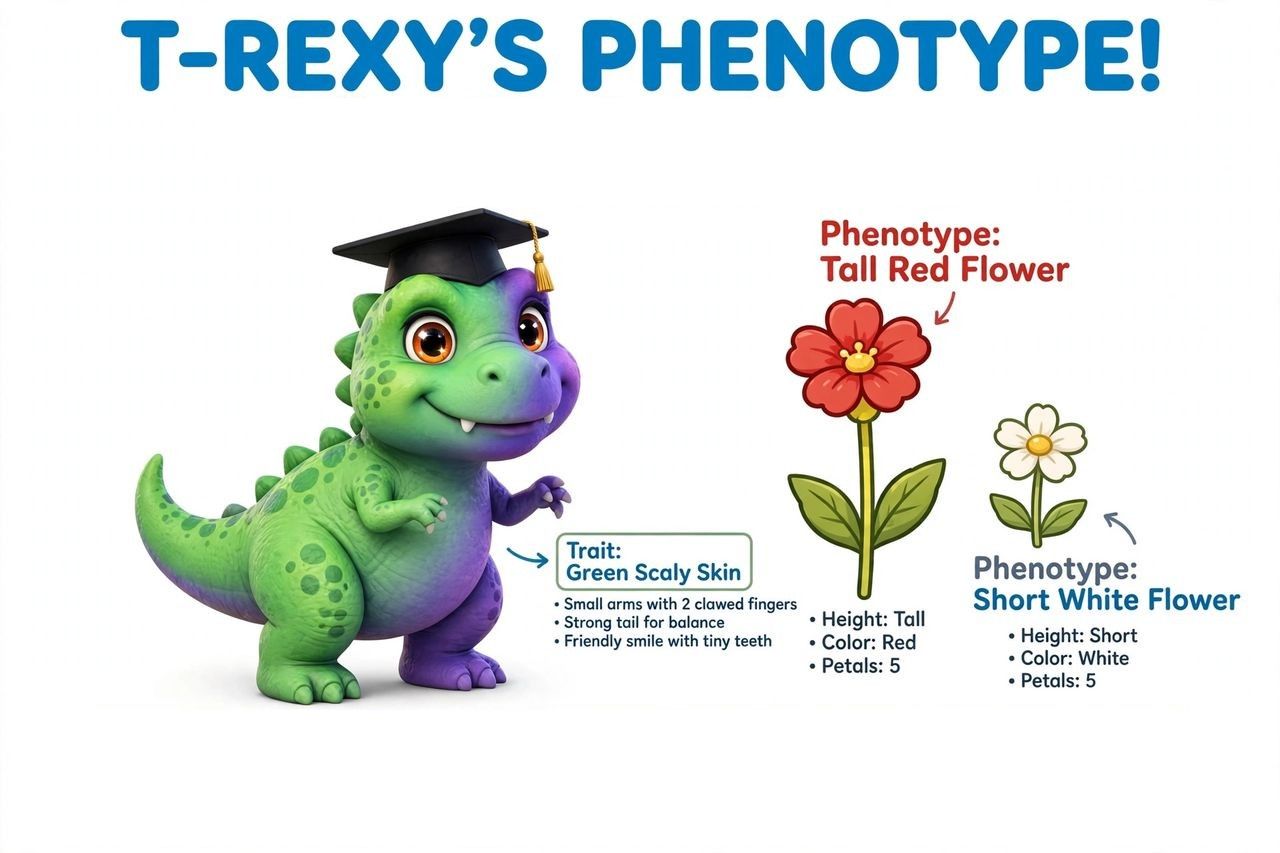 T-REXY’S PHENOTYPE!
Phenotype:
Tall Red Flower
Trait:
Green Scaly Skin
• Small arms with 2 clawed fingers
• Strong tail for balance
• Friendly smile with tiny teeth
• Height: Tall
• Color: Red
• Petals: 5
Phenotype:
Short White Flower
• Height: Short
• Color: White
• Petals: 5